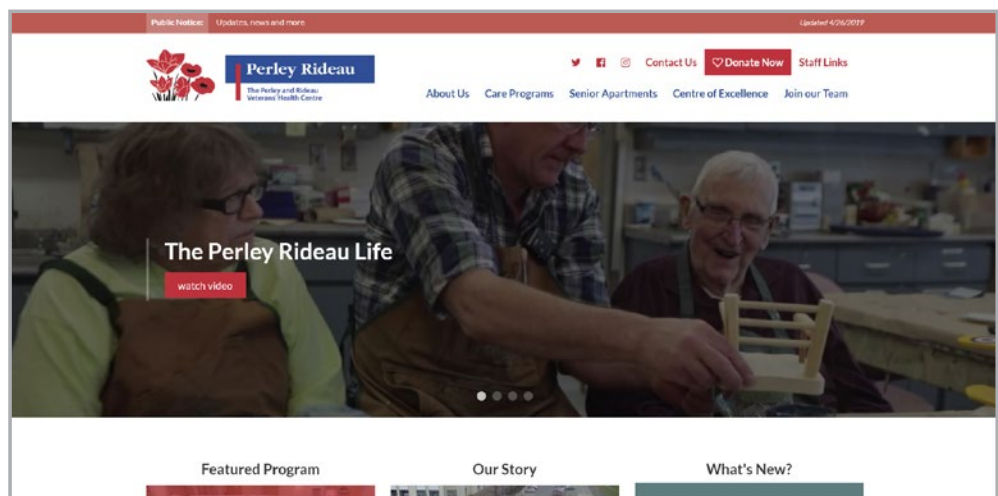 Public Notice: Updates, news and more Updated 4/26/2019
Contact Us Donate Now Staff Links
Perley Rideau
The Perley and Rideau
Veterans' Health Centre
About Us Care Programs Senior Apartments Centre of Excellence Join our Team
The Perley Rideau Life
watch video
Featured Program Our Story What's New?